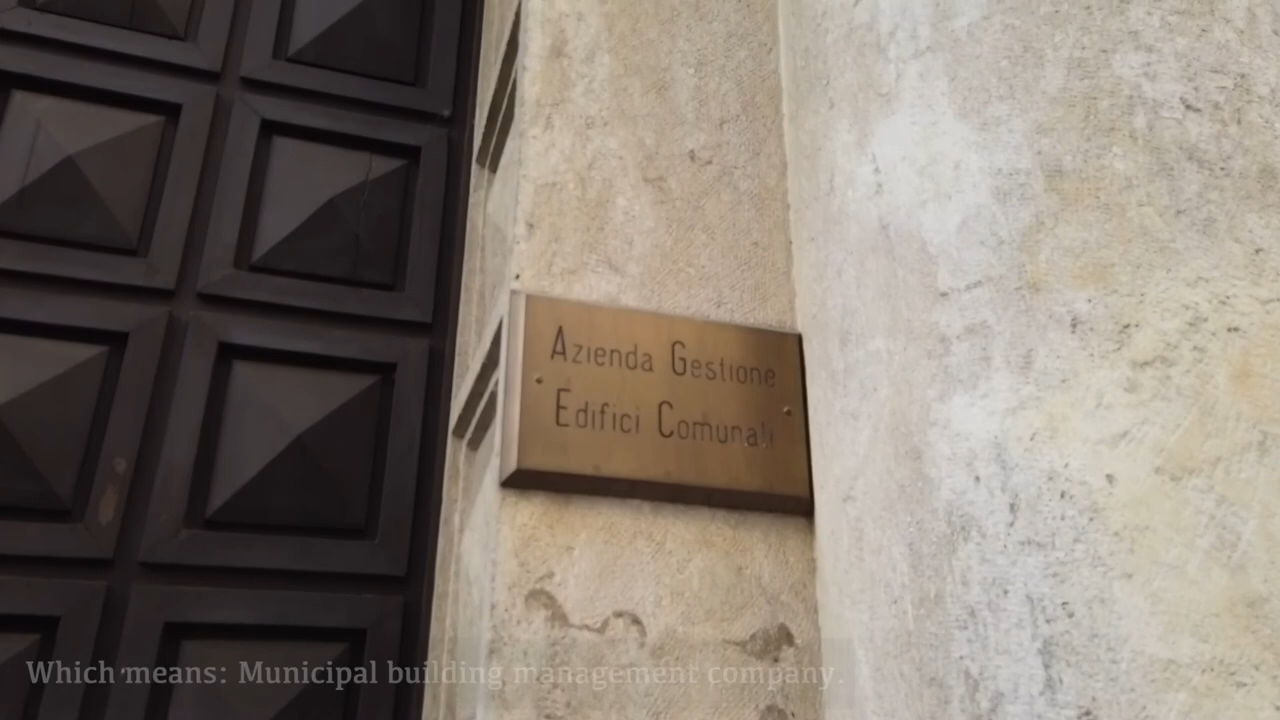 Azienda Gestione
Edifici Comunali
Which means: Municipal building management company.